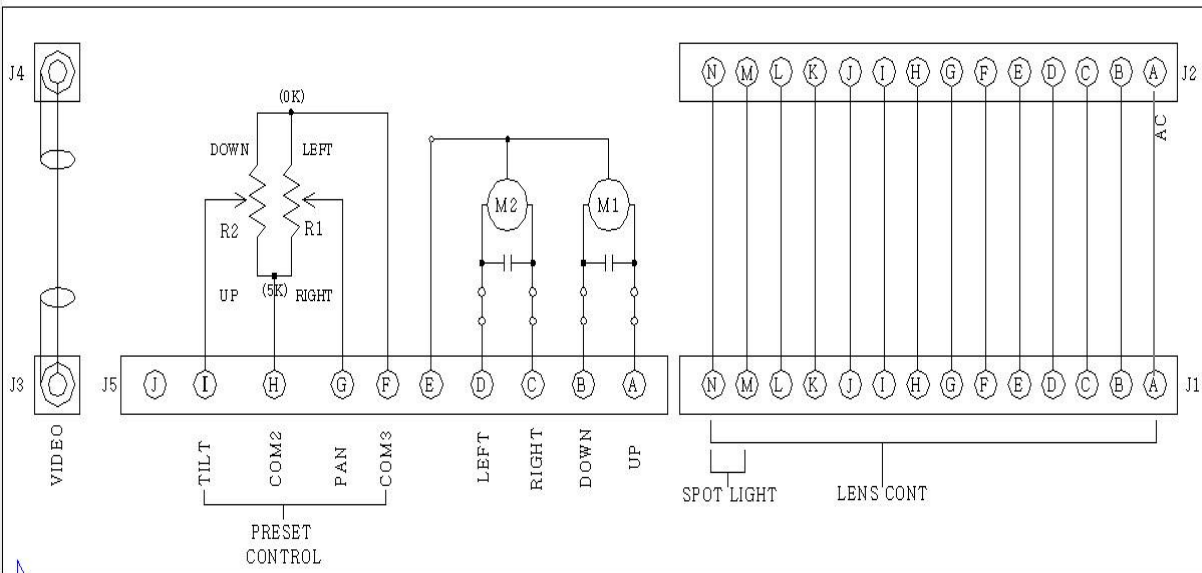 J4
N M L K J I H G F E D C B A
J2
AC
(0K)
DOWN LEFT
M2 M1
R2 R1
UP (5K) RIGHT
J3
J5
J I H G F E D C B A
N M L K J I H G F E D C B A
J1
VIDEO
TILT
COM2
PAN
COM3
LEFT
RIGHT
DOWN
UP
SPOT LIGHT
LENS CONT
PRESET
CONTROL